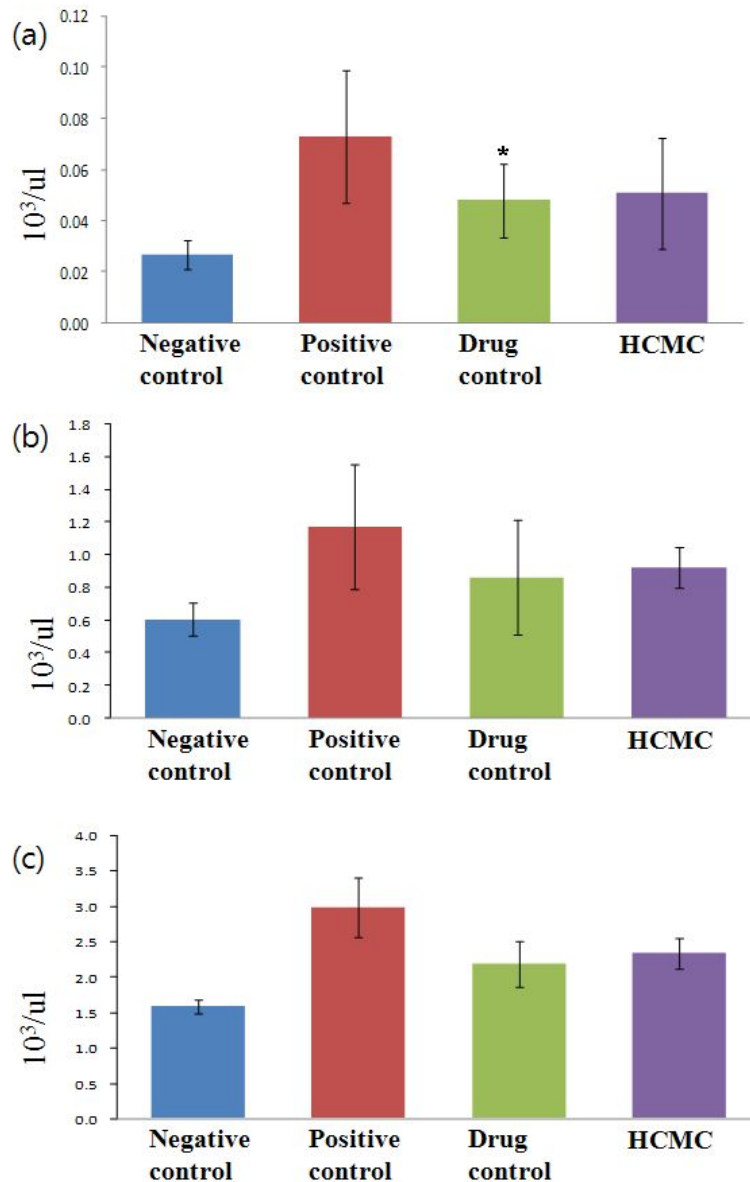 (a)
0.12
0.10
0.08
0.06
0.04
0.02
0.00
10³/ul
*
Negative control
Positive control
Drug control
HCMC
(b)
1.8
1.6
1.4
1.2
1.0
0.8
0.6
0.4
0.2
0.0
10³/ul
Negative control
Positive control
Drug control
HCMC
(c)
4.0
3.5
3.0
2.5
2.0
1.5
1.0
0.5
0.0
10³/ul
Negative control
Positive control
Drug control
HCMC